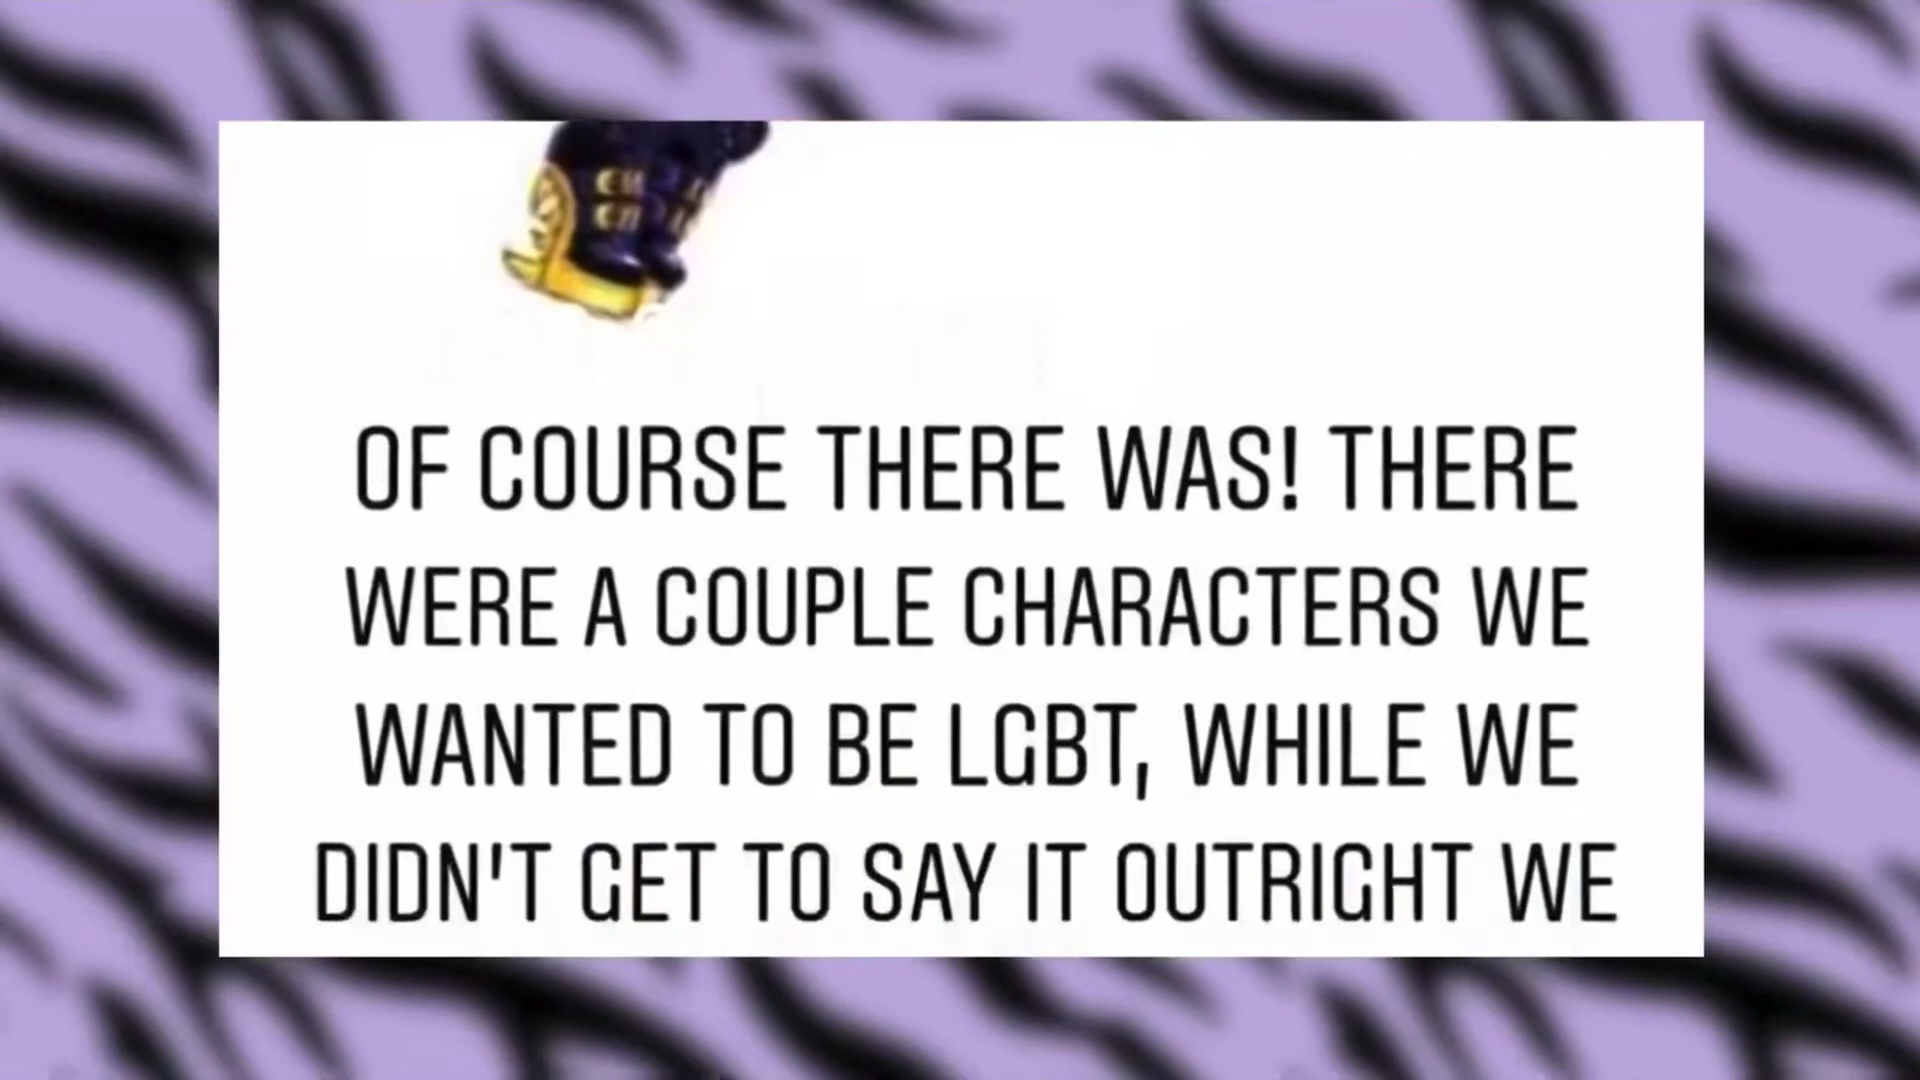 OF COURSE THERE WAS! THERE
WERE A COUPLE CHARACTERS WE
WANTED TO BE LGBT, WHILE WE
DIDN'T GET TO SAY IT OUTRIGHT WE